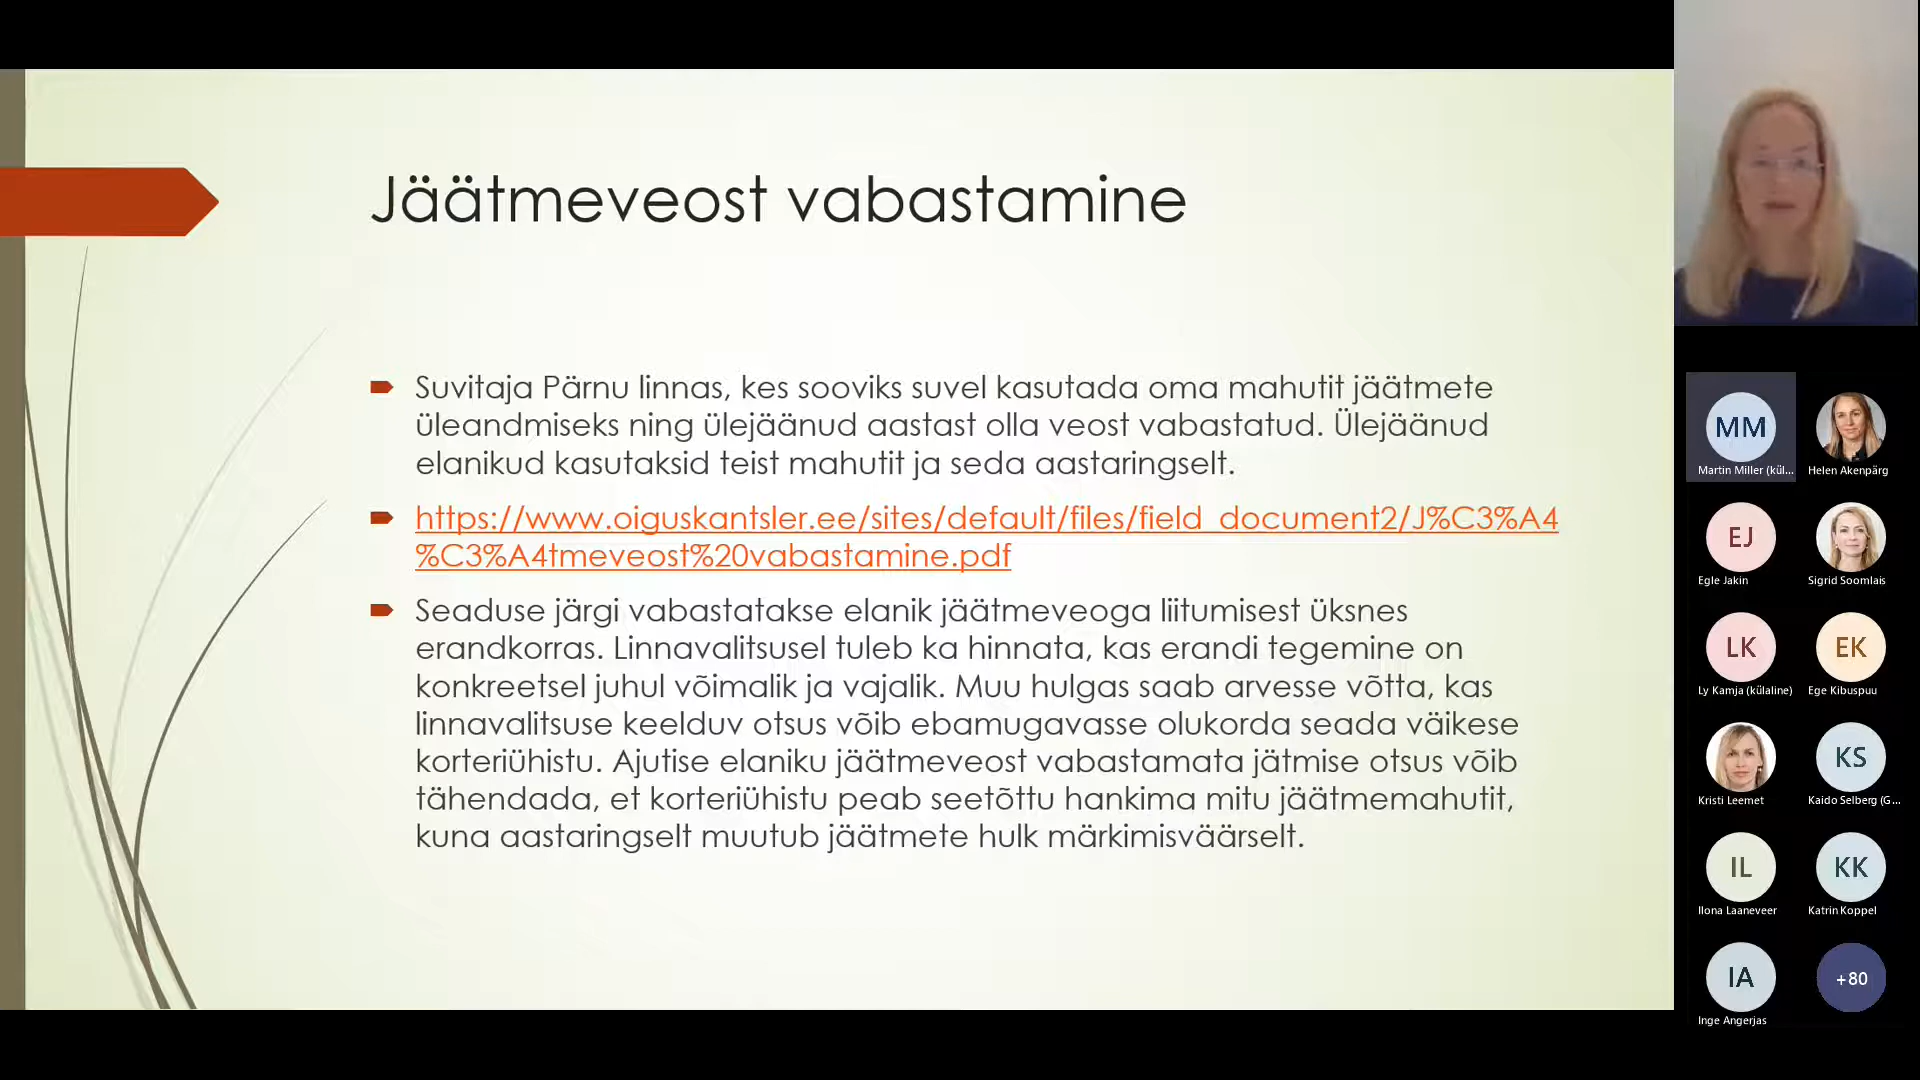 Jäätmeveost vabastamine
Suvitaja Pärnu linnas, kes sooviks suvel kasutada oma mahutit jäätmete
üleandmiseks ning ülejäänud aastast olla veost vabastatud. Ülejäänud
elanikud kasutaksid teist mahutit ja seda aastaringselt.
https://www.oiguskantsler.ee/sites/default/files/field_document2/J%C3%A4
%C3%A4tmeveost%20vabastamine.pdf
Seaduse järgi vabastatakse elanik jäätmeveoga liitumisest üksnes
erandkorras. Linnavalitsusel tuleb ka hinnata, kas erandi tegemine on
konkreetsel juhul võimalik ja vajalik. Muu hulgas saab arvesse võtta, kas
linnavalitsuse keelduv otsus võib ebamugavasse olukorda seada väikese
korteriühistu. Ajutise elaniku jäätmeveost vabastamata jätmise otsus võib
tähendada, et korteriühistu peab seetõttu hankima mitu jäätmemahutit,
kuna aastaringselt muutub jäätmete hulk märkimisväärselt.
MM
Martin Miller (kül...
Helen Akenpärg
EJ
Egle Jakin
Sigrid Soomlais
LK
Ly Kamja (külaline)
EK
Ege Kibuspuu
Kristi Leemet
KS
Kaido Selberg (G...
IL
Ilona Laaneveer
KK
Katrin Koppel
IA
Inge Angerjas
+80